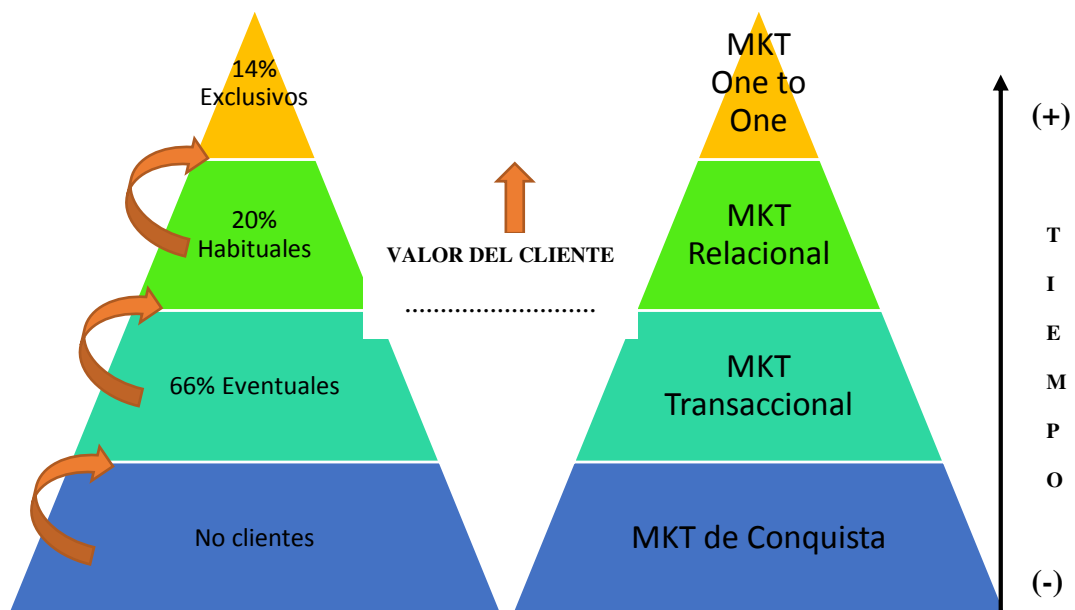 14%
Exclusivos
20%
Habituales
66% Eventuales
No clientes
VALOR DEL CLIENTE
............................
MKT
One to
One
MKT
Relacional
MKT
Transaccional
MKT de Conquista
(+)
T
I
E
M
P
O
(-)